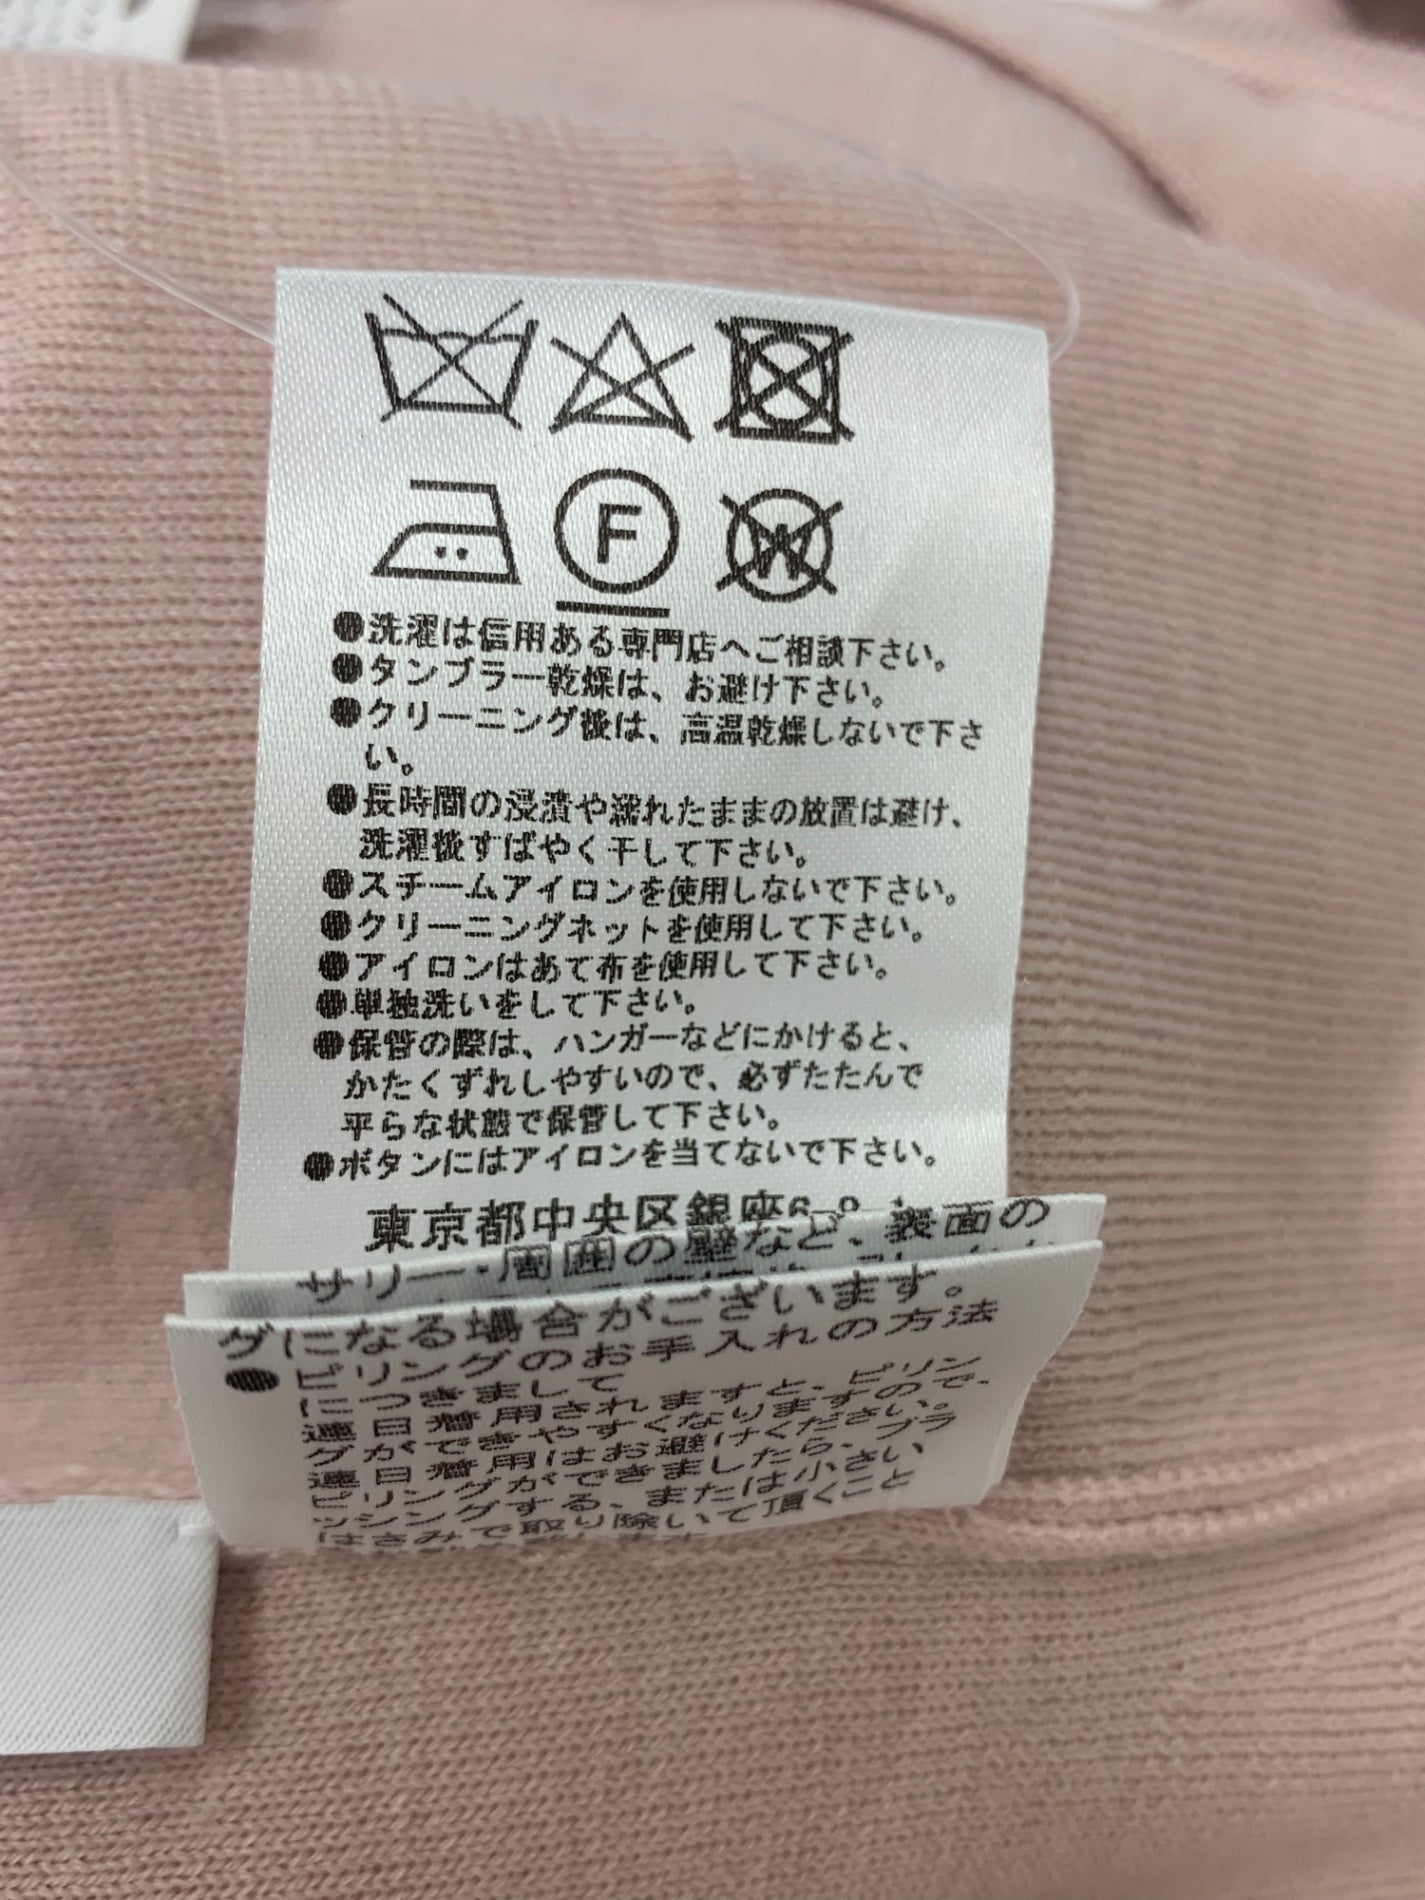 F
W
●洗濯は信用ある専門店へご相談下さい。
●タンブラー乾燥は、お避け下さい。
●クリーニング後は、高温乾燥しないで下さ
い。
●長時間の浸漬や濡れたままの放置は避け、
洗濯後すばやく干して下さい。
●スチームアイロンを使用しないで下さい。
●クリーニングネットを使用して下さい。
●アイロンはあて布を使用して下さい。
●単独洗いをして下さい。
●保管の際は、ハンガーなどにかけると、
かたくずれしやすいので、必ずたたんで
平らな状態で保管して下さい。
●ボタンにはアイロンを当てないで下さい。
東京都中央区銀座6
サリー・周囲の壁など、表面の
グになる場合がございます。
●ピリングのお手入れの方法
につきまして
連日着用されますと、ピリン
グができやすくなりますので、
連日着用はお避けください。
ピリングができましたら、ブラ
ッシングする、または小さい
はさみで取り除いて頂くこと